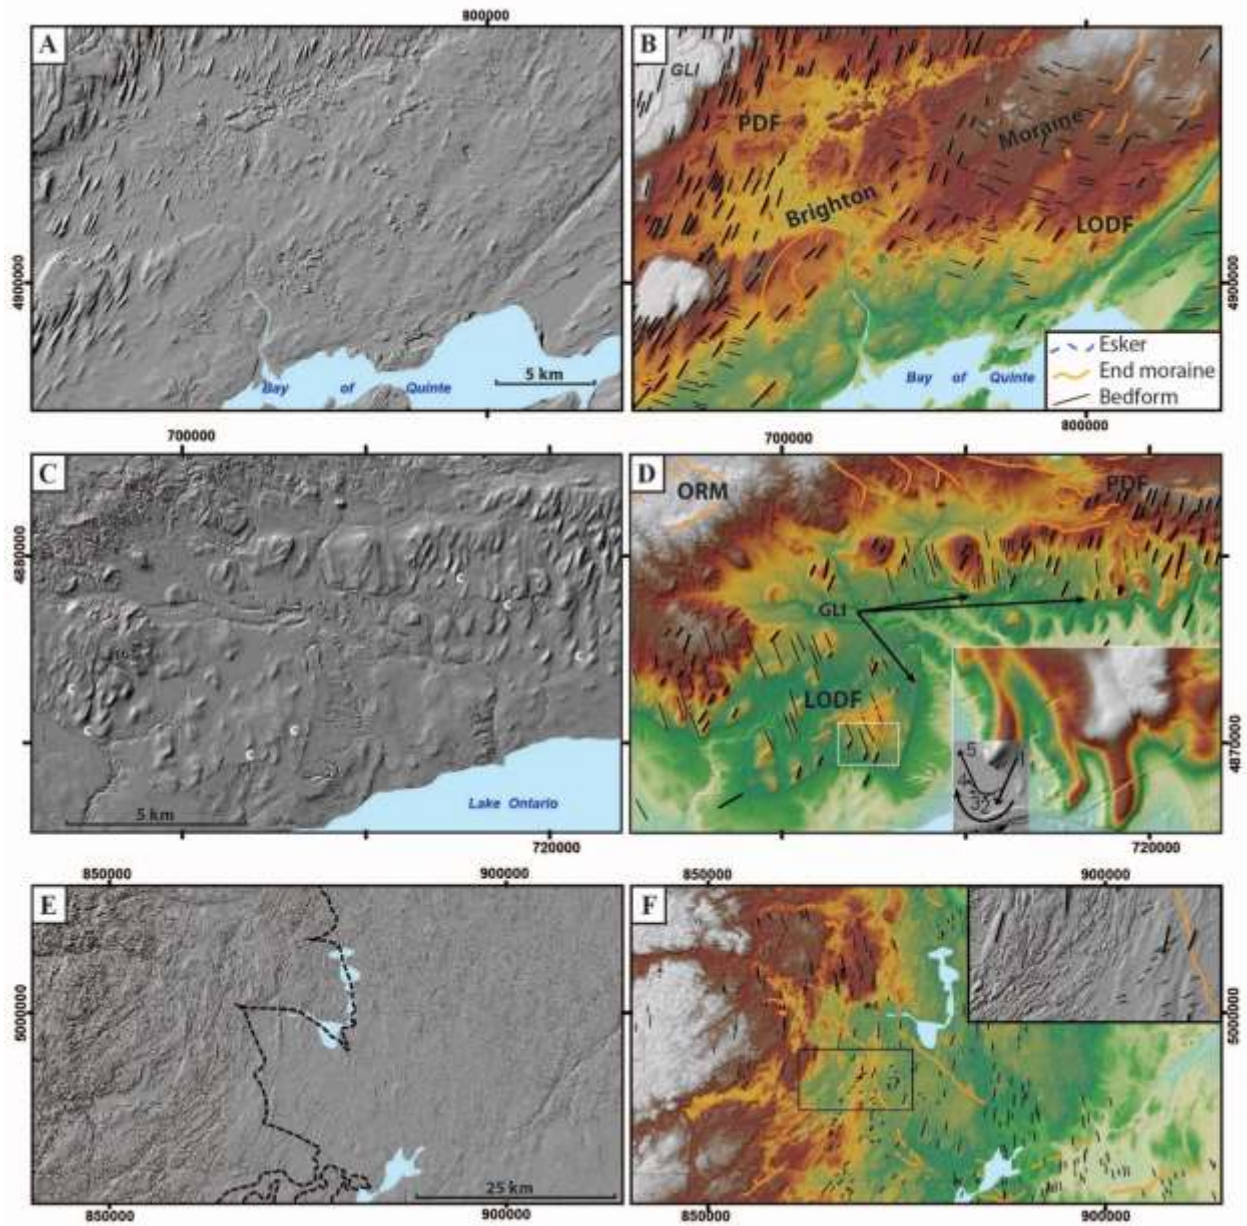 800000
A
4900000
Bay of Quinte
5 km
B
GLI
PDF
Moraine
Brighton
LODF
4900000
Bay of Quinte
Esker
End moraine
Bedform
800000
700000
C
4880000
C
C
C
C
C
C
C
5 km
Lake Ontario
720000
700000
D
ORM
PDF
GLI
LODF
4870000
5
4
3
2
720000
850000
900000
E
5000000
25 km
850000
900000
850000
900000
F
5000000
850000
900000